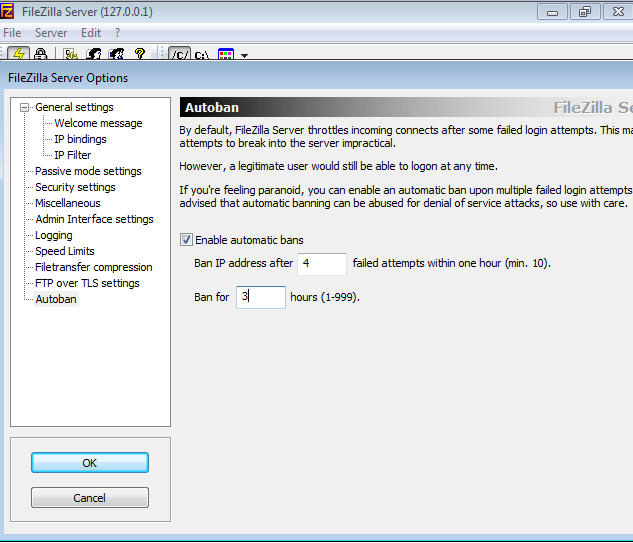 FileZilla Server (127.0.0.1)
File Server Edit ?
/C/ C:\
FileZilla Server Options
General settings
Welcome message
IP bindings
IP Filter
Passive mode settings
Security settings
Miscellaneous
Admin Interface settings
Logging
Speed Limits
Filetransfer compression
FTP over TLS settings
Autoban
OK
Cancel
Autoban FileZilla Se
By default, FileZilla Server throttles incoming connects after some failed login attempts. This ma
attempts to break into the server impractical.
However, a legitimate user would still be able to logon at any time.
If you're feeling paranoid, you can enable an automatic ban upon multiple failed login attempts
advised that automatic banning can be abused for denial of service attacks, so use with care.
Enable automatic bans
Ban IP address after 4 failed attempts within one hour (min. 10).
Ban for 3 hours (1-999).